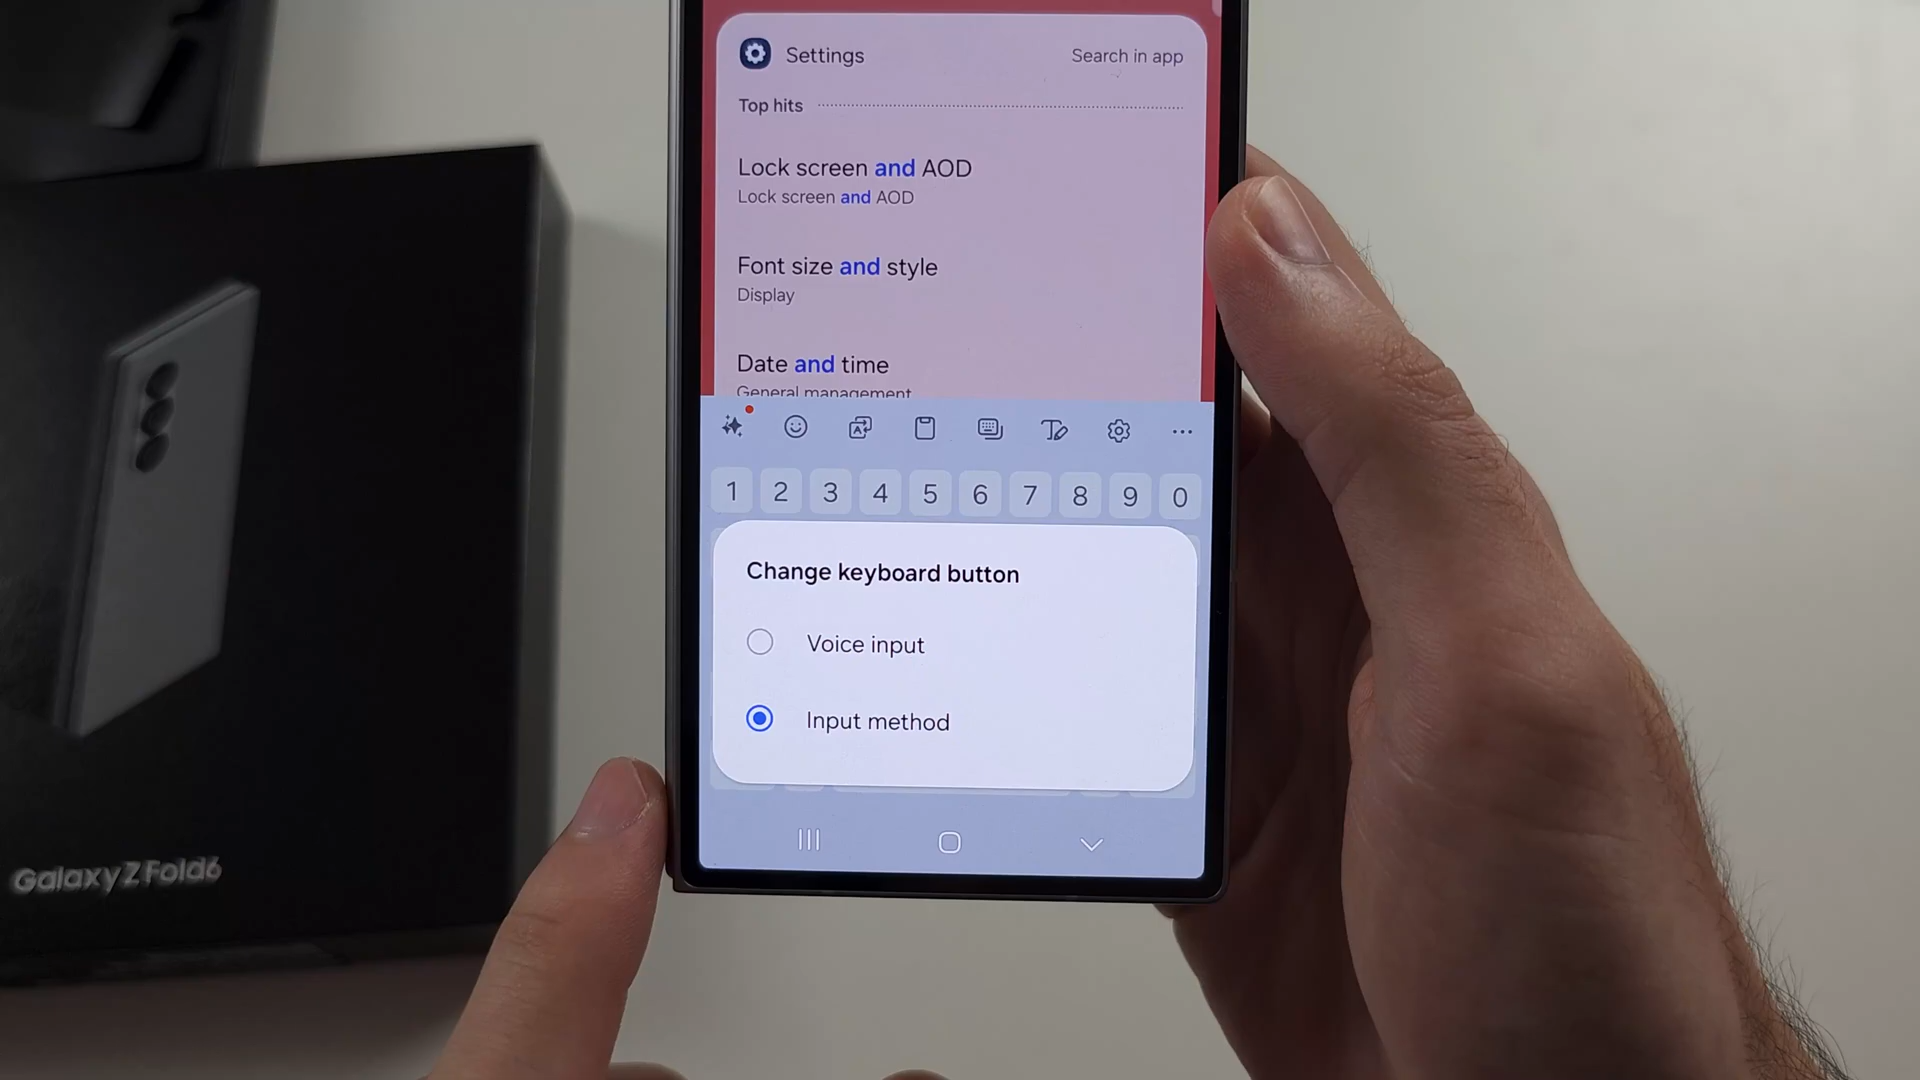 Settings
Search in app
Top hits
Lock screen and AOD
Lock screen and AOD
Font size and style
Display
Date and time
General management
1 2 3 4 5 6 7 8 9 0
Change keyboard button
Voice input
Input method
Galaxy Z Fold6